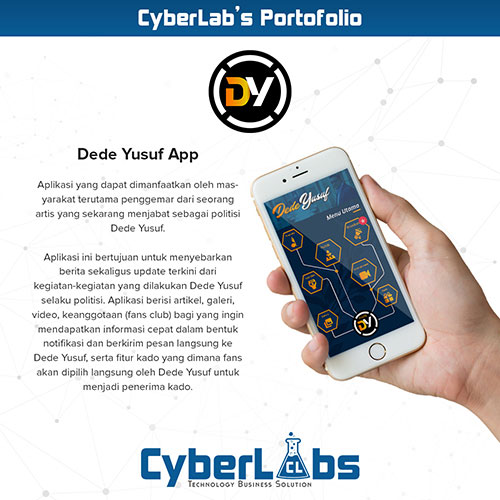 CyberLab's Portofolio
DY
Dede Yusuf App
Aplikasi yang dapat dimanfaatkan oleh mas-
yarakat terutama penggemar dari seorang
artis yang sekarang menjabat sebagai politisi
Dede Yusuf.
Aplikasi ini bertujuan untuk menyebarkan
berita sekaligus update terkini dari
kegiatan-kegiatan yang dilakukan Dede Yusuf
selaku politisi. Aplikasi berisi artikel, galeri,
video, keanggotaan (fans club) bagi yang ingin
mendapatkan informasi cepat dalam bentuk
notifikasi dan berkirim pesan langsung ke
Dede Yusuf, serta fitur kado yang dimana fans
akan dipilih langsung oleh Dede Yusuf untuk
menjadi penerima kado.
Dede Yusuf
Menu Utama
DY
CyberLabs
CL
Technology Business Solution